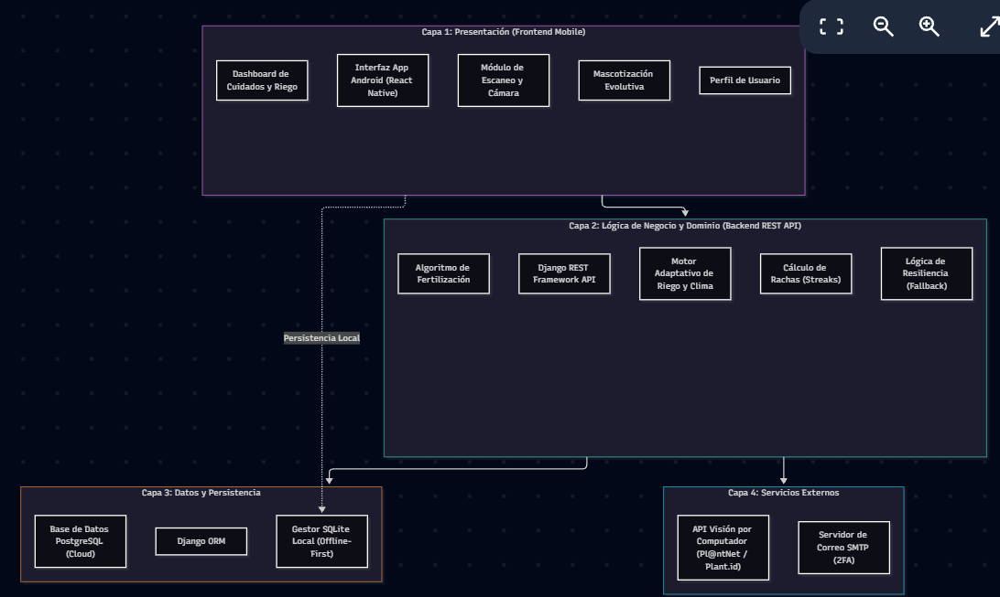 Capa 1: Presentación (Frontend Mobile)
Dashboard de
Cuidados y Riego
Interfaz App
Android (React
Native)
Módulo de
Escaneo y
Cámara
Mascotización
Evolutiva
Perfil de Usuario
Capa 2: Lógica de Negocio y Dominio (Backend REST API)
Algoritmo de
Fertilización
Django REST
Framework API
Motor
Adaptativo de
Riego y Clima
Cálculo de
Rachas (Streaks)
Lógica de
Resiliencia
(Fallback)
Persistencia Local
Capa 3: Datos y Persistencia
Base de Datos
PostgreSQL
(Cloud)
Django ORM
Gestor SQLite
Local (Offline-
First)
Capa 4: Servicios Externos
API Visión por
Computador
(Pl@ntNet /
Plant.id)
Servidor de
Correo SMTP
(2FA)